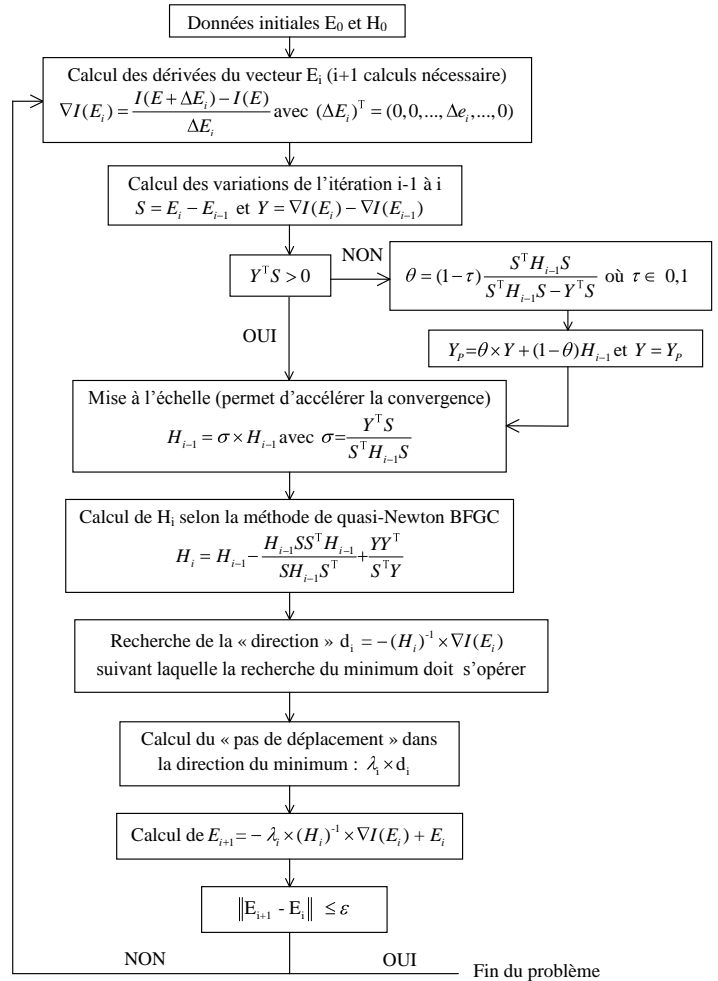 Données initiales E₀ et H₀
Calcul des dérivées du vecteur Eᵢ (i+1 calculs nécessaire)
∇I(Eᵢ) = (I(E + ΔEᵢ) − I(E)) / ΔEᵢ avec (ΔEᵢ)ᵀ = (0,0,...,Δeᵢ,...,0)
Calcul des variations de l'itération i-1 à i
S = Eᵢ − Eᵢ₋₁ et Y = ∇I(Eᵢ) − ∇I(Eᵢ₋₁)
YᵀS > 0
NON
θ = (1−τ) SᵀHᵢ₋₁S / (SᵀHᵢ₋₁S − YᵀS) où τ ∈ 0,1
OUI
Y_P = θ × Y + (1−θ)Hᵢ₋₁ et Y = Y_P
Mise à l'échelle (permet d'accélérer la convergence)
Hᵢ₋₁ = σ × Hᵢ₋₁ avec σ = YᵀS / SᵀHᵢ₋₁S
Calcul de Hᵢ selon la méthode de quasi-Newton BFGC
Hᵢ = Hᵢ₋₁ − Hᵢ₋₁SSᵀHᵢ₋₁ / SHᵢ₋₁Sᵀ + YYᵀ / SᵀY
Recherche de la « direction » dᵢ = −(Hᵢ)⁻¹ × ∇I(Eᵢ)
suivant laquelle la recherche du minimum doit s'opérer
Calcul du « pas de déplacement » dans
la direction du minimum : λᵢ × dᵢ
Calcul de Eᵢ₊₁ = − λᵢ × (Hᵢ)⁻¹ × ∇I(Eᵢ) + Eᵢ
‖Eᵢ₊₁ - Eᵢ‖ ≤ ε
NON
OUI
Fin du problème